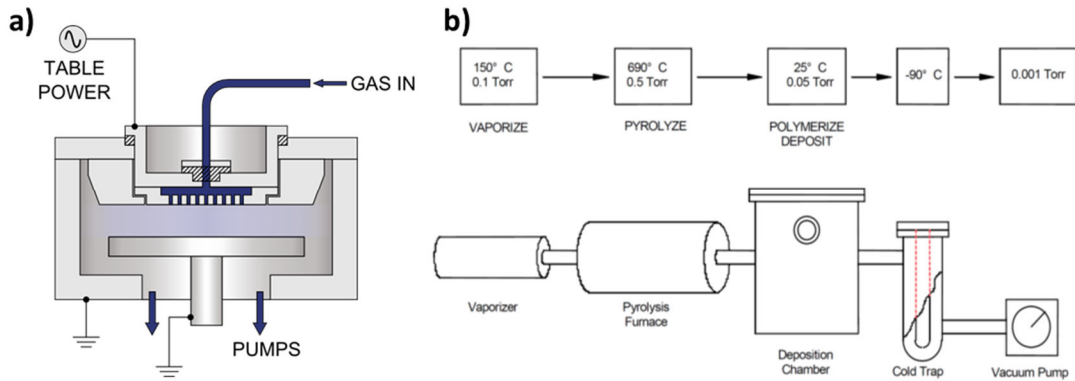 a)
TABLE
POWER
GAS IN
PUMPS
b)
150° C
0.1 Torr
690° C
0.5 Torr
25° C
0.05 Torr
-90° C
0.001 Torr
VAPORIZE
PYROLYZE
POLYMERIZE
DEPOSIT
Vaporizer
Pyrolysis
Furnace
Deposition
Chamber
Cold Trap
Vacuum Pump